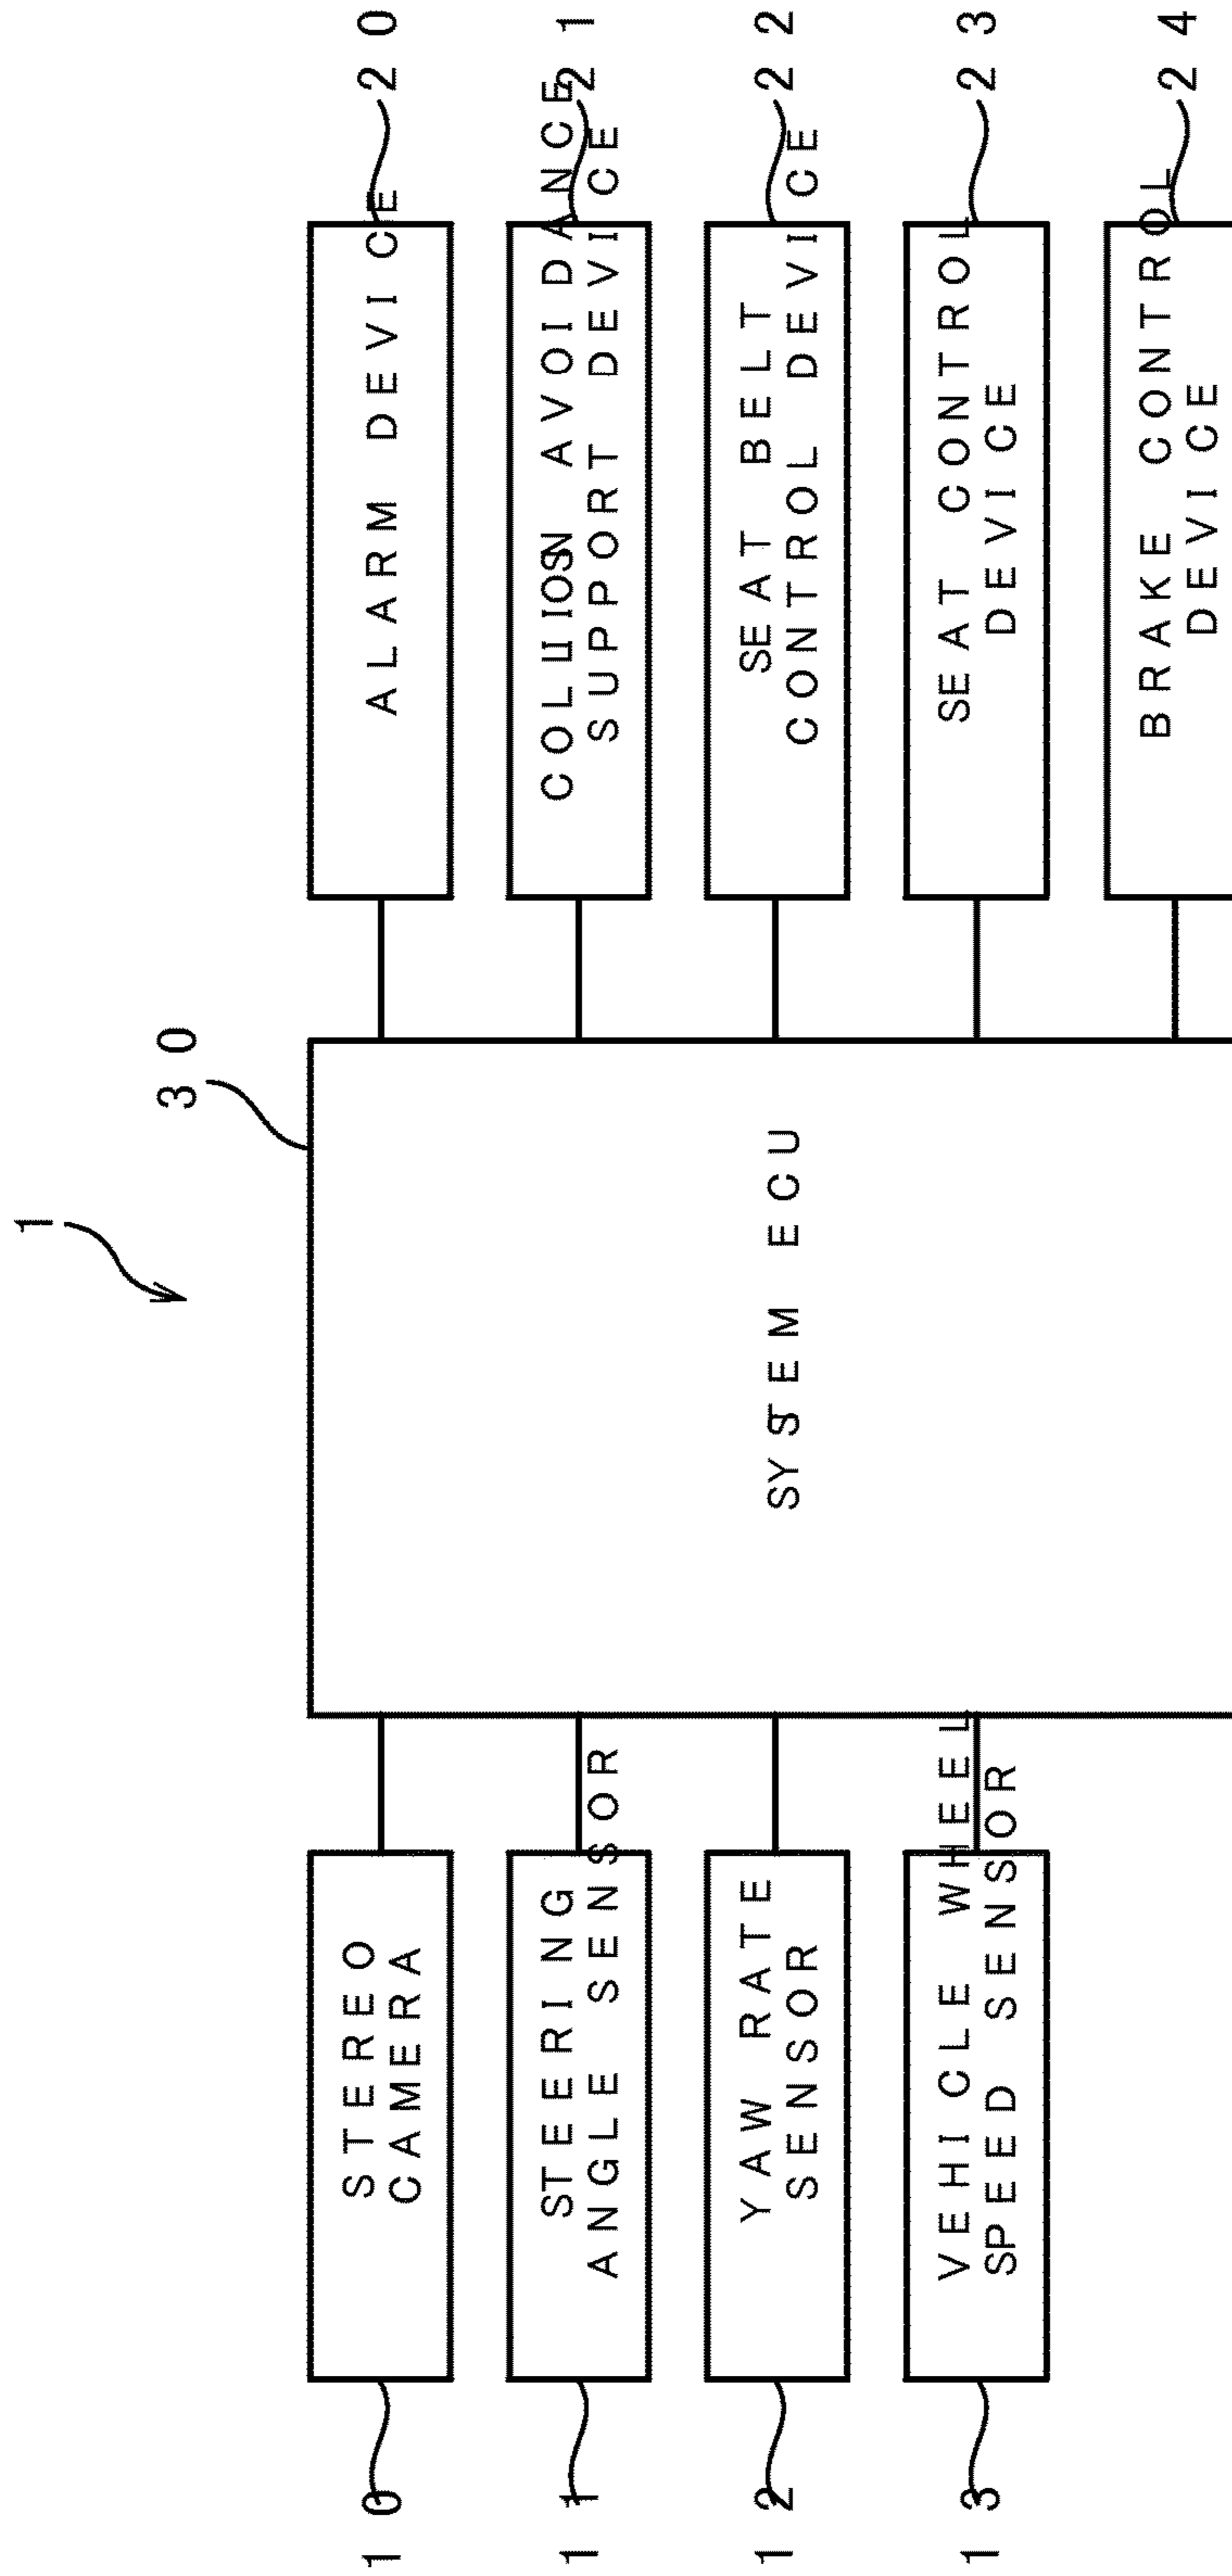 1
30
10
STEREO
CAMERA
ALARM DEVICE
20
11
STEERING
ANGLE SENSOR
COLLISION AVOIDANCE
SUPPORT DEVICE
21
12
YAW RATE
SENSOR
SYSTEM ECU
SEAT BELT
CONTROL DEVICE
22
13
VEHICLE WHEEL
SPEED SENSOR
SEAT CONTROL
DEVICE
23
BRAKE CONTROL
DEVICE
24